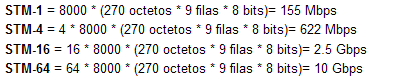 STM-1 = 8000 * (270 octetos * 9 filas * 8 bits)= 155 Mbps
STM-4 = 4 * 8000 * (270 octetos * 9 filas * 8 bits)= 622 Mbps
STM-16 = 16 * 8000 * (270 octetos * 9 filas * 8 bits)= 2.5 Gbps
STM-64 = 64 * 8000 * (270 octetos * 9 filas * 8 bits)= 10 Gbps